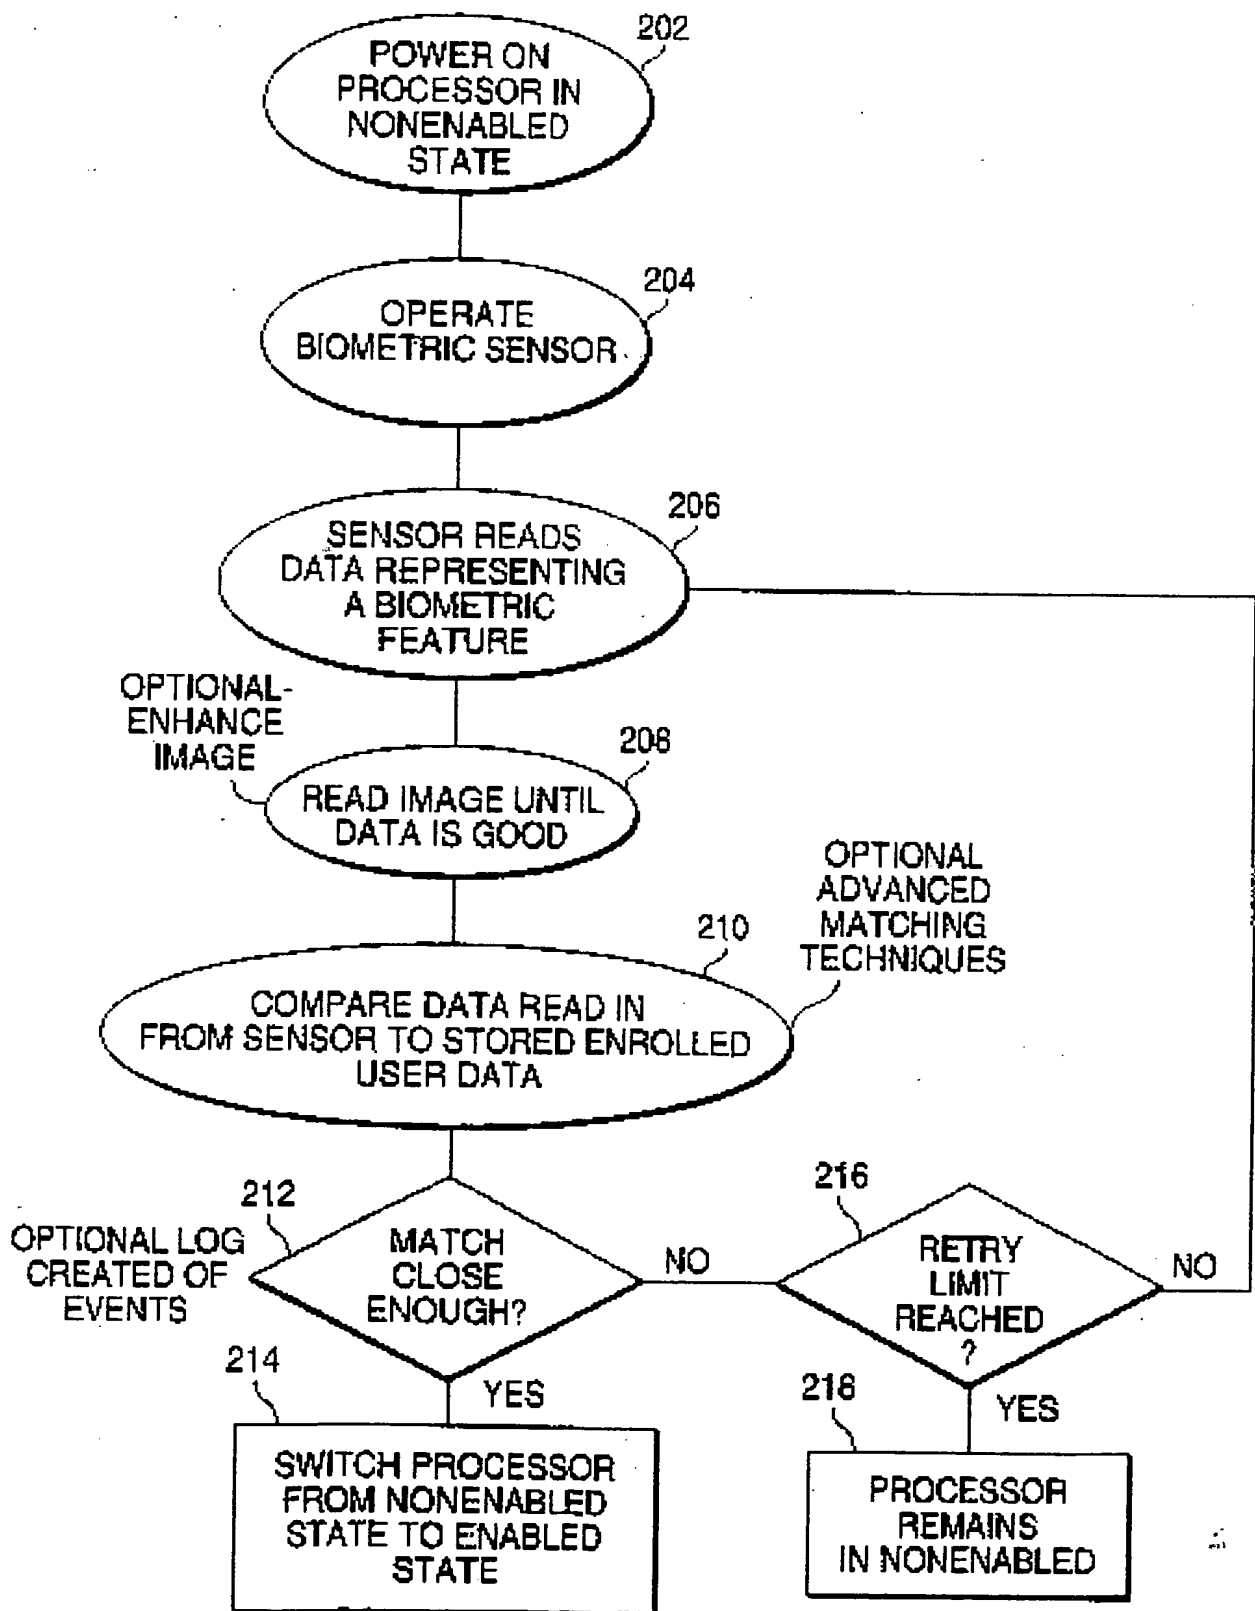 202
POWER ON
PROCESSOR IN
NONENABLED
STATE
204
OPERATE
BIOMETRIC SENSOR
206
SENSOR READS
DATA REPRESENTING
A BIOMETRIC
FEATURE
OPTIONAL-
ENHANCE
IMAGE
208
READ IMAGE UNTIL
DATA IS GOOD
OPTIONAL
ADVANCED
MATCHING
TECHNIQUES
210
COMPARE DATA READ IN
FROM SENSOR TO STORED ENROLLED
USER DATA
212
OPTIONAL LOG
CREATED OF
EVENTS
MATCH
CLOSE
ENOUGH?
NO
216
RETRY
LIMIT
REACHED
?
NO
214
YES
SWITCH PROCESSOR
FROM NONENABLED
STATE TO ENABLED
STATE
218
YES
PROCESSOR
REMAINS
IN NONENABLED